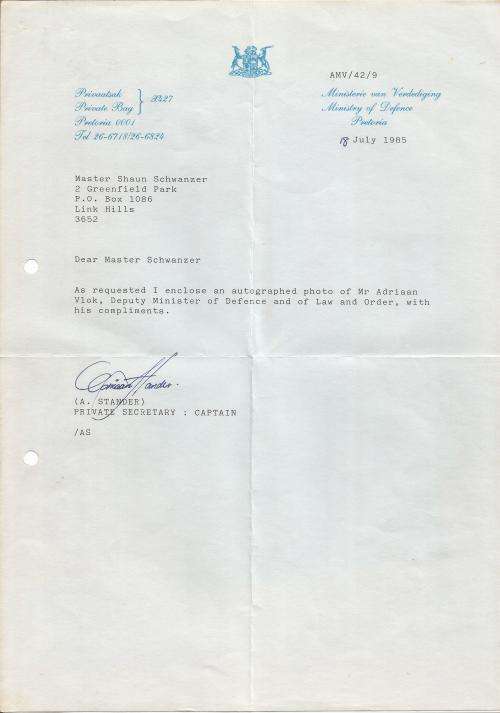 AMV/42/9
Privaatsak
Private Bag } X427
Pretoria 0001
Tel 26-6718/26-6824
Ministerie van Verdediging
Ministry of Defence
Pretoria
18 July 1985
Master Shaun Schwanzer
2 Greenfield Park
P.O. Box 1086
Link Hills
3652
Dear Master Schwanzer
As requested I enclose an autographed photo of Mr Adriaan
Vlok, Deputy Minister of Defence and of Law and Order, with
his compliments.
(A. STANDER)
PRIVATE SECRETARY : CAPTAIN
/AS